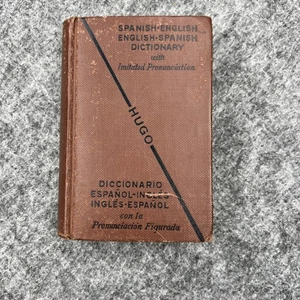 SPANISH-ENGLISH
ENGLISH-SPANISH
DICTIONARY
with
Imitated Pronunciation
HUGO
DICCIONARIO
ESPAÑOL-INGLÉS
INGLÉS-ESPAÑOL
con la
Pronunciación Figurada